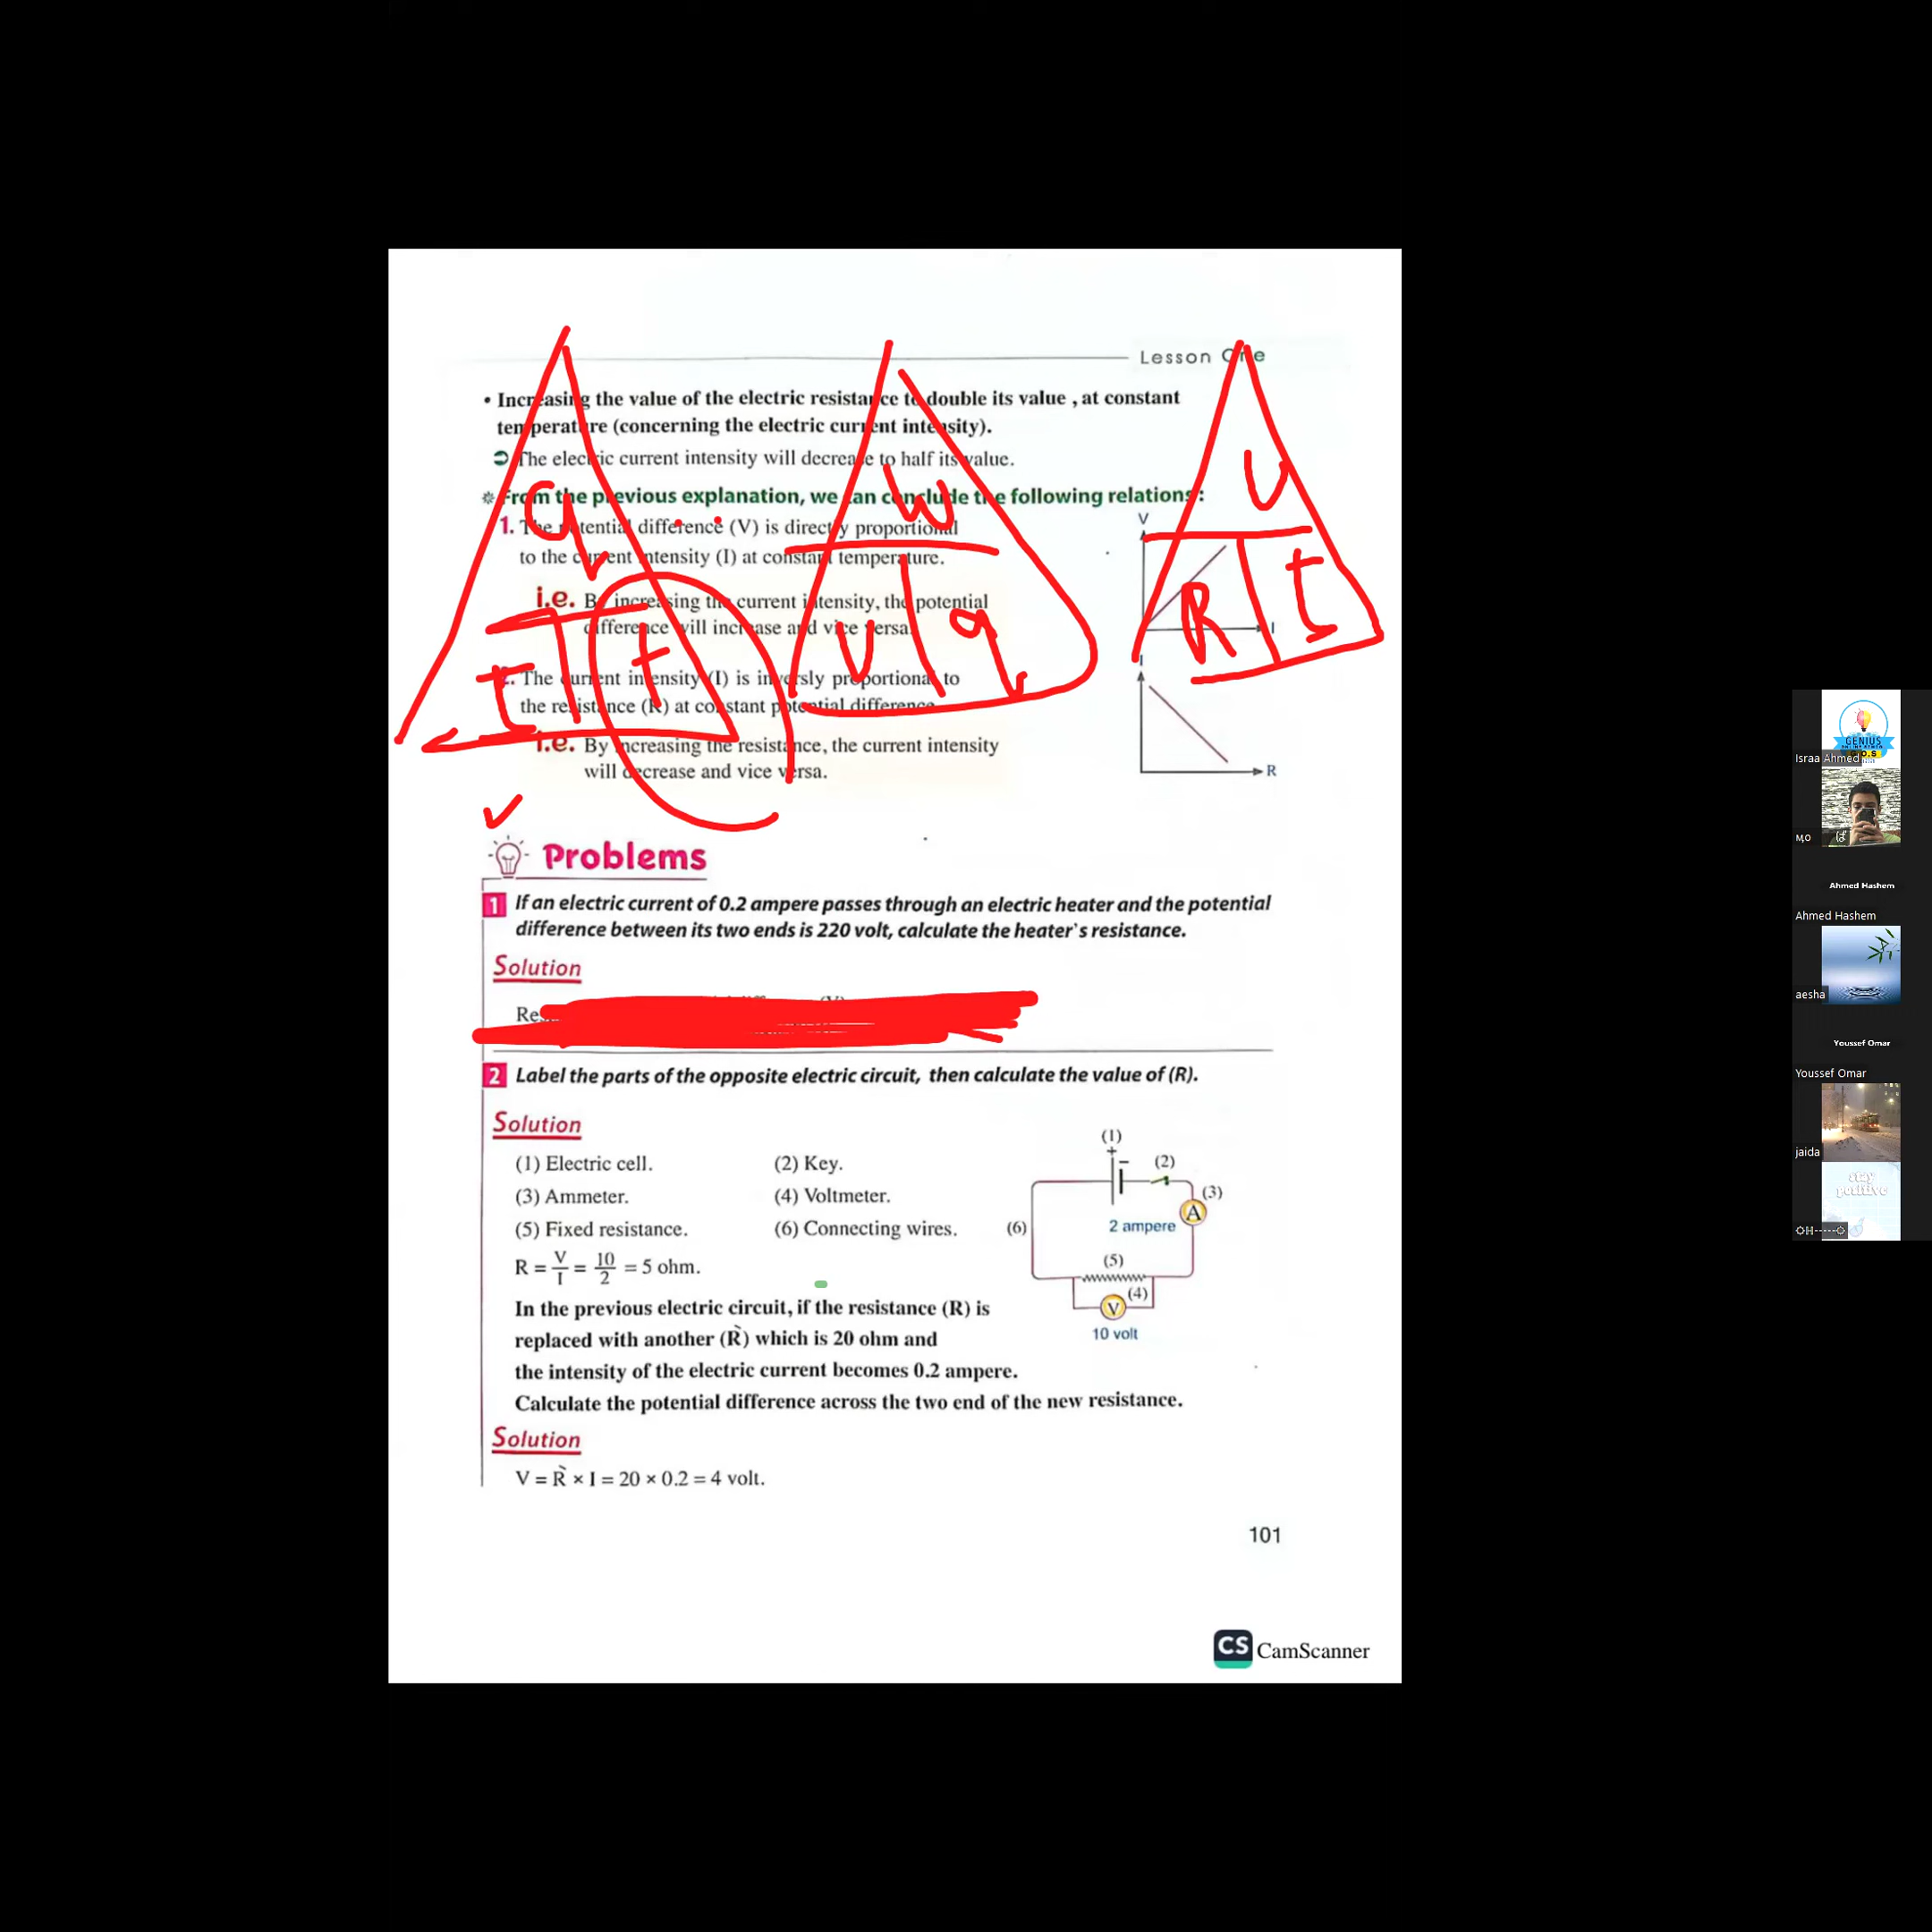 Lesson One
• Increasing the value of the electric resistance to double its value , at constant
temperature (concerning the electric current intensity).
The electric current intensity will decrease to half its value.
From the previous explanation, we can conclude the following relations :
1. The potential difference (V) is directly proportional
to the current intensity (I) at constant temperature.
i.e. By increasing the current intensity, the potential
difference will increase and vice versa.
2. The current intensity (I) is inversly proportional to
the resistance (R) at constant potential difference.
i.e. By increasing the resistance, the current intensity
will decrease and vice versa.
V
I
I
R
q
I t
W
V q
V
R I
Problems
1 If an electric current of 0.2 ampere passes through an electric heater and the potential
difference between its two ends is 220 volt, calculate the heater's resistance.
Solution
2 Label the parts of the opposite electric circuit, then calculate the value of (R).
Solution
(1) Electric cell. (2) Key.
(3) Ammeter. (4) Voltmeter.
(5) Fixed resistance. (6) Connecting wires.
R = V/I = 10/2 = 5 ohm.
(1)
+ −
(2)
(3)
A
2 ampere
(6)
(5)
(4)
V
10 volt
In the previous electric circuit, if the resistance (R) is
replaced with another (R̀) which is 20 ohm and
the intensity of the electric current becomes 0.2 ampere.
Calculate the potential difference across the two end of the new resistance.
Solution
V = R̀ × I = 20 × 0.2 = 4 volt.
101
CS CamScanner
GENIUS
Israa Ahmed
M,O
Ahmed Hashem
Ahmed Hashem
aesha
Youssef Omar
Youssef Omar
jaida
stay
positive